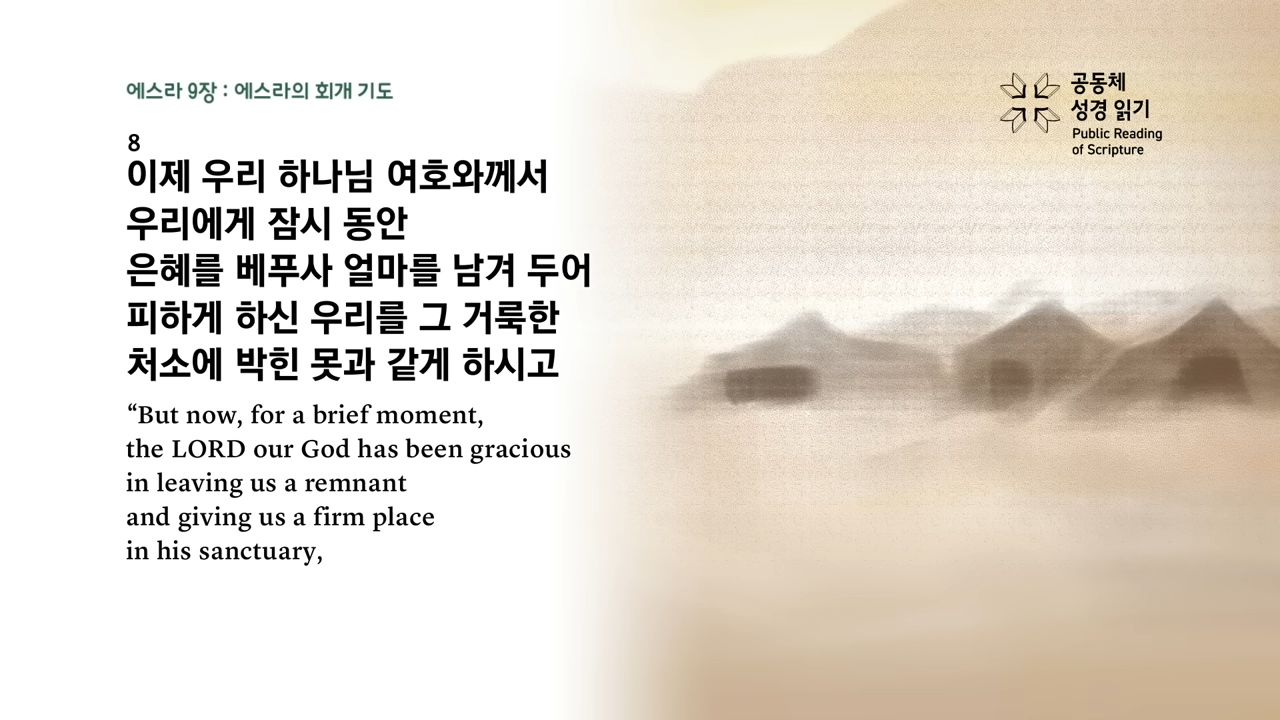 에스라 9장 : 에스라의 회개 기도
8
이제 우리 하나님 여호와께서
우리에게 잠시 동안
은혜를 베푸사 얼마를 남겨 두어
피하게 하신 우리를 그 거룩한
처소에 박힌 못과 같게 하시고
“But now, for a brief moment,
the LORD our God has been gracious
in leaving us a remnant
and giving us a firm place
in his sanctuary,
공동체
성경 읽기
Public Reading
of Scripture